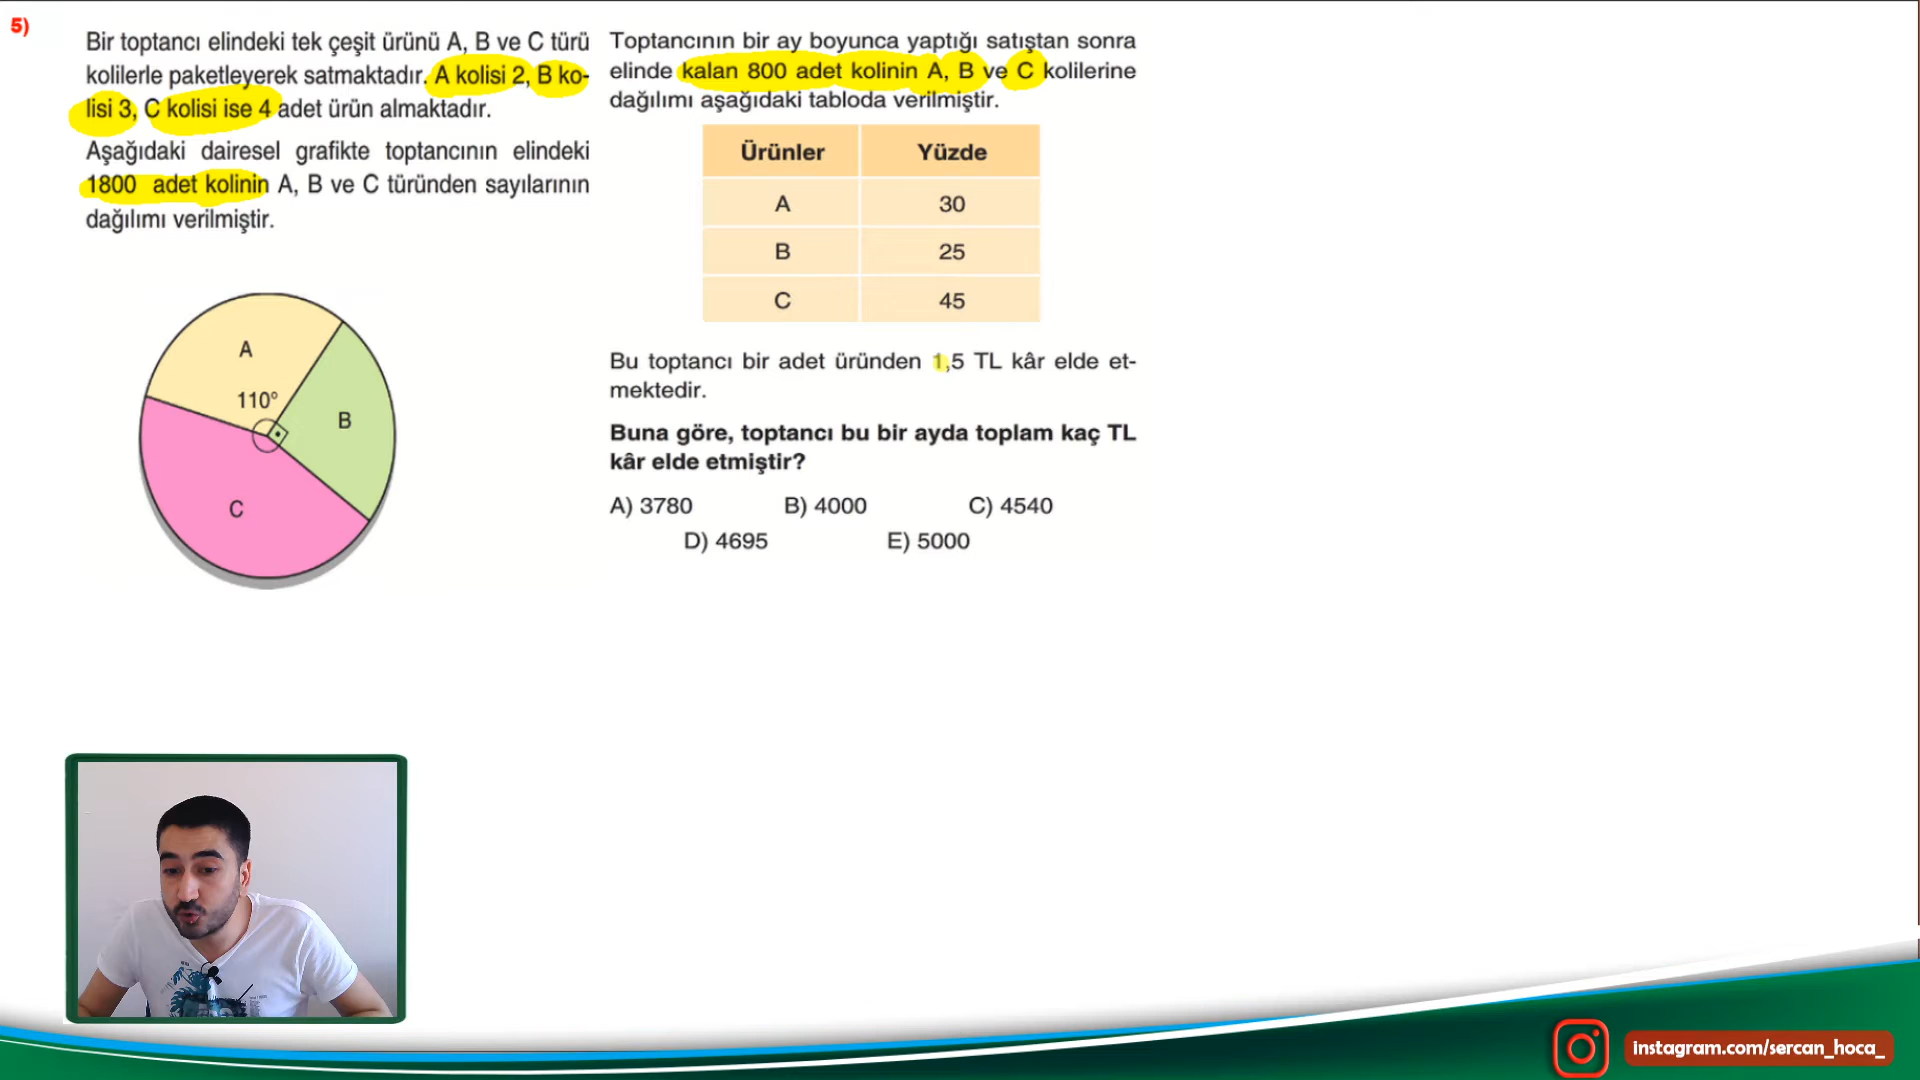 5)
Bir toptancı elindeki tek çeşit ürünü A, B ve C türü
kolilerle paketleyerek satmaktadır. A kolisi 2, B ko-
lisi 3, C kolisi ise 4 adet ürün almaktadır.
Aşağıdaki dairesel grafikte toptancının elindeki
1800 adet kolinin A, B ve C türünden sayılarının
dağılımı verilmiştir.
A
110°
B
C
Toptancının bir ay boyunca yaptığı satıştan sonra
elinde kalan 800 adet kolinin A, B ve C kolilerine
dağılımı aşağıdaki tabloda verilmiştir.
Ürünler Yüzde
A 30
B 25
C 45
Bu toptancı bir adet üründen 1,5 TL kâr elde et-
mektedir.
Buna göre, toptancı bu bir ayda toplam kaç TL
kâr elde etmiştir?
A) 3780 B) 4000 C) 4540
D) 4695 E) 5000
instagram.com/sercan_hoca_